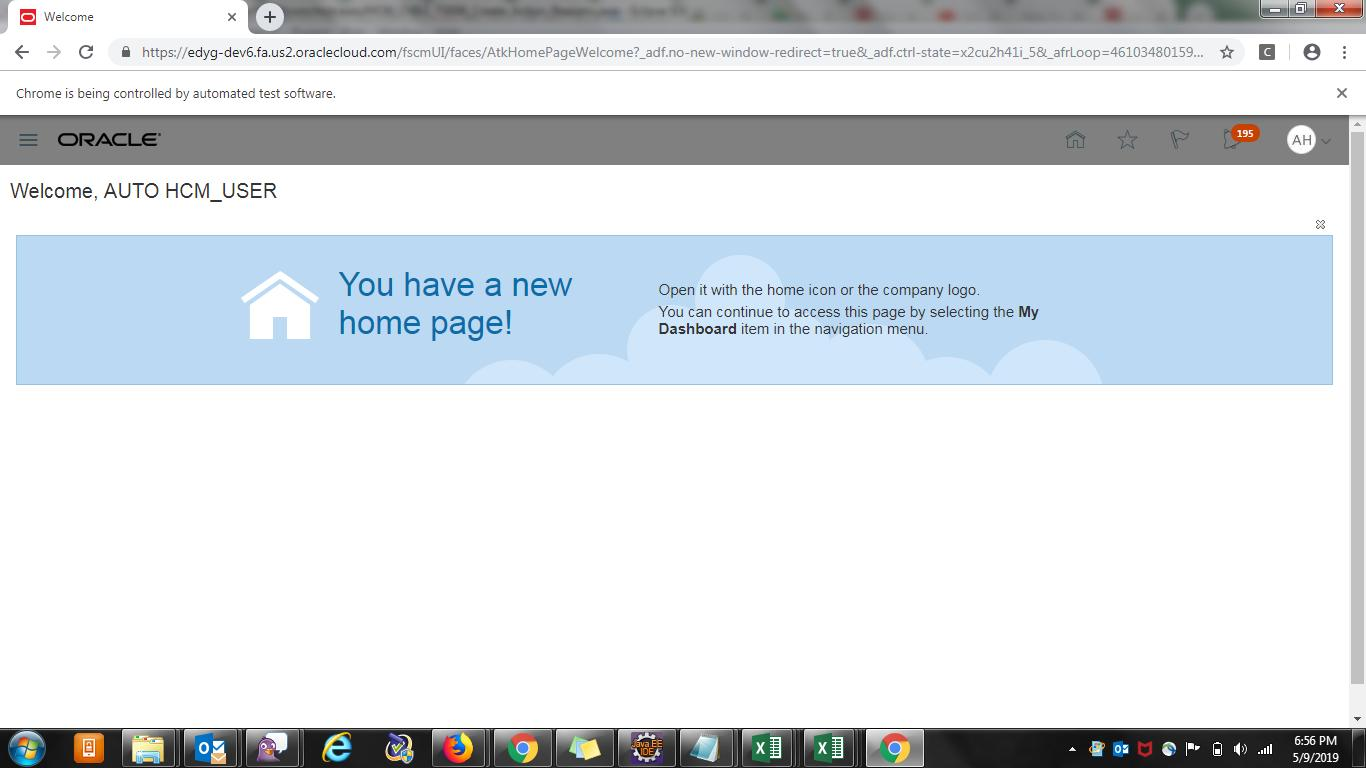 Welcome
https://edyg-dev6.fa.us2.oraclecloud.com/fscmUI/faces/AtkHomePageWelcome?_adf.no-new-window-redirect=true&_adf.ctrl-state=x2cu2h41i_5&_afrLoop=46103480159...
C
Chrome is being controlled by automated test software.
ORACLE
195
AH
Welcome, AUTO HCM_USER
You have a new
home page!
Open it with the home icon or the company logo.
You can continue to access this page by selecting the My
Dashboard item in the navigation menu.
Java EE
IDE
6:56 PM
5/9/2019